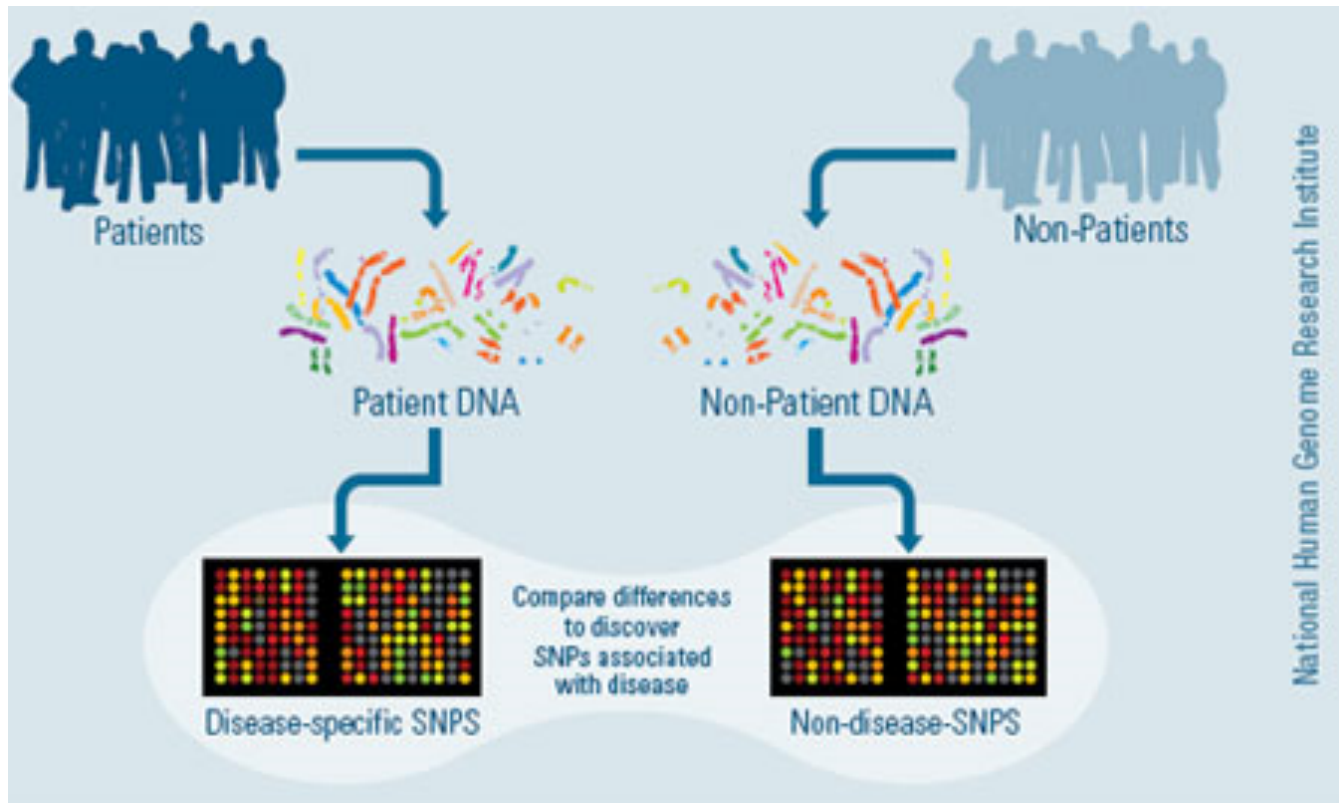 Patients
Non-Patients
Patient DNA
Non-Patient DNA
Compare differences
to discover
SNPs associated
with disease
Disease-specific SNPS
Non-disease-SNPS
National Human Genome Research Institute